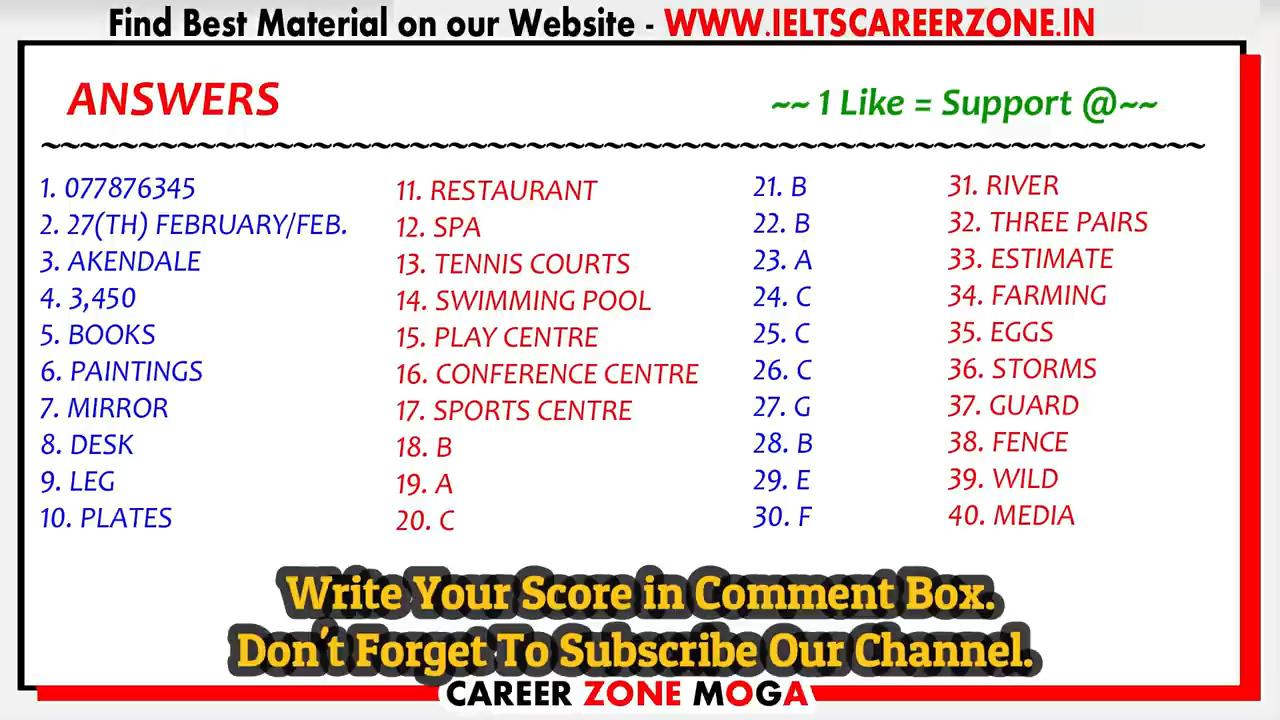 Find Best Material on our Website - WWW.IELTSCAREERZONE.IN
ANSWERS
~~ 1 Like = Support @~~
1. 077876345
2. 27(TH) FEBRUARY/FEB.
3. AKENDALE
4. 3,450
5. BOOKS
6. PAINTINGS
7. MIRROR
8. DESK
9. LEG
10. PLATES
11. RESTAURANT
12. SPA
13. TENNIS COURTS
14. SWIMMING POOL
15. PLAY CENTRE
16. CONFERENCE CENTRE
17. SPORTS CENTRE
18. B
19. A
20. C
21. B
22. B
23. A
24. C
25. C
26. C
27. G
28. B
29. E
30. F
31. RIVER
32. THREE PAIRS
33. ESTIMATE
34. FARMING
35. EGGS
36. STORMS
37. GUARD
38. FENCE
39. WILD
40. MEDIA
Write Your Score in Comment Box.
Don't Forget To Subscribe Our Channel.
CAREER ZONE MOGA